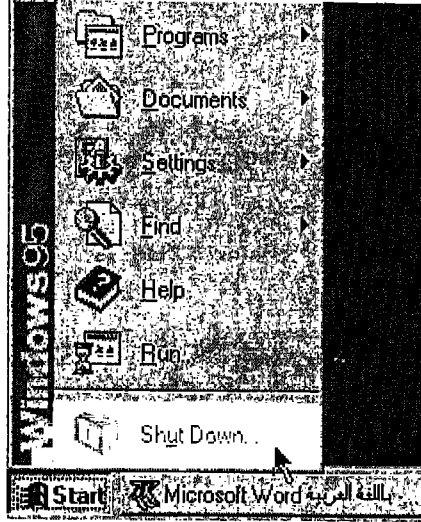 Programs
Documents
Settings
Find
Help
Run...
Shut Down...
Windows95
Start
Microsoft Word باللغة العربية